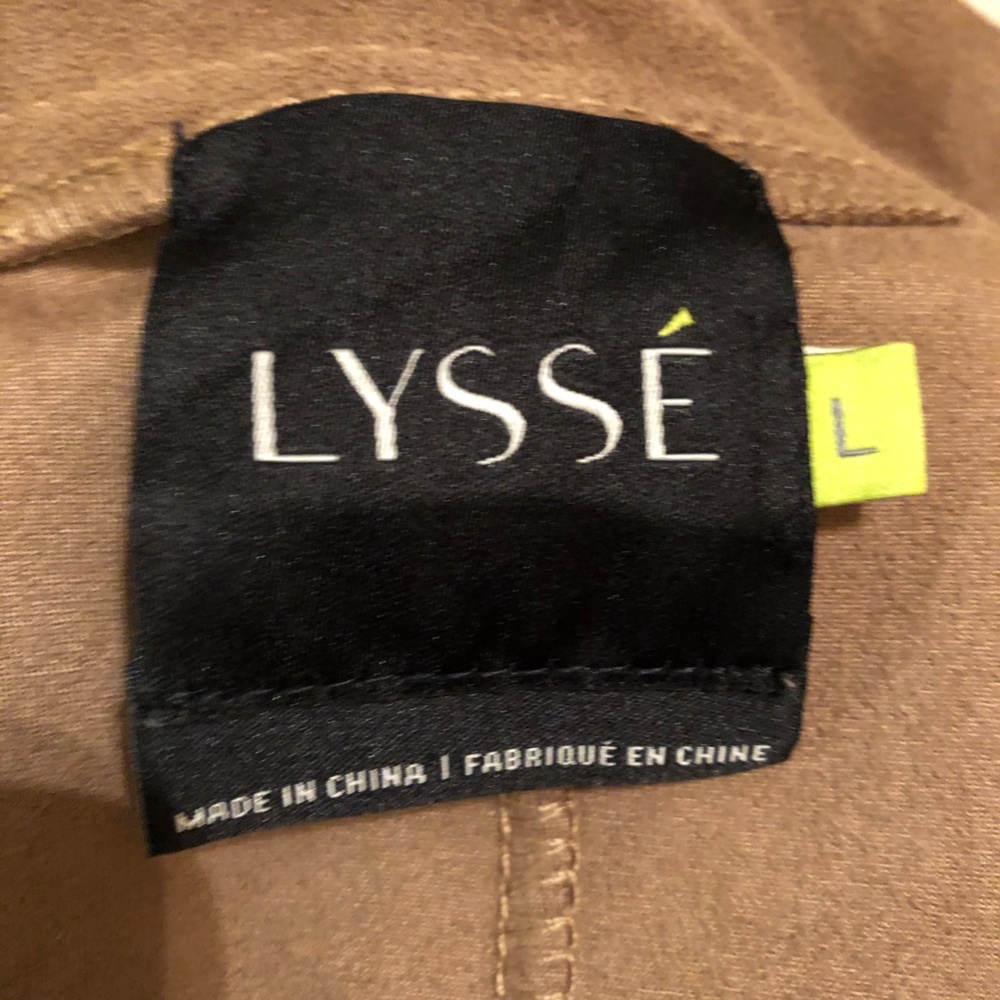 LYSSÉ
L
MADE IN CHINA | FABRIQUÉ EN CHINE